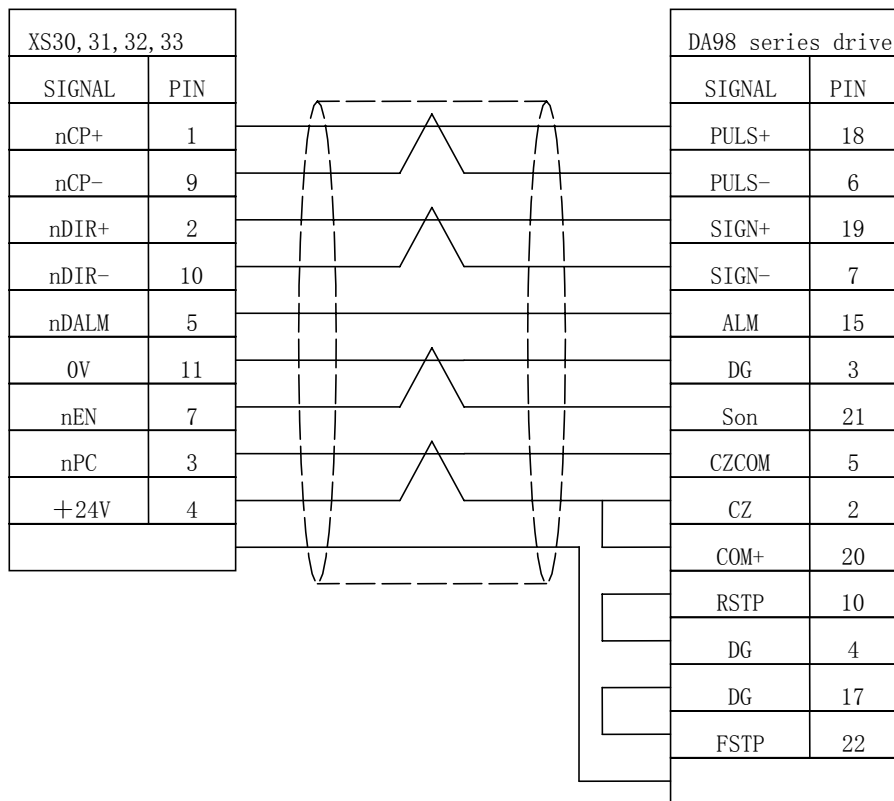 XS30,31,32,33
SIGNAL PIN
nCP+ 1
nCP- 9
nDIR+ 2
nDIR- 10
nDALM 5
0V 11
nEN 7
nPC 3
+24V 4
DA98 series drive
SIGNAL PIN
PULS+ 18
PULS- 6
SIGN+ 19
SIGN- 7
ALM 15
DG 3
Son 21
CZCOM 5
CZ 2
COM+ 20
RSTP 10
DG 4
DG 17
FSTP 22